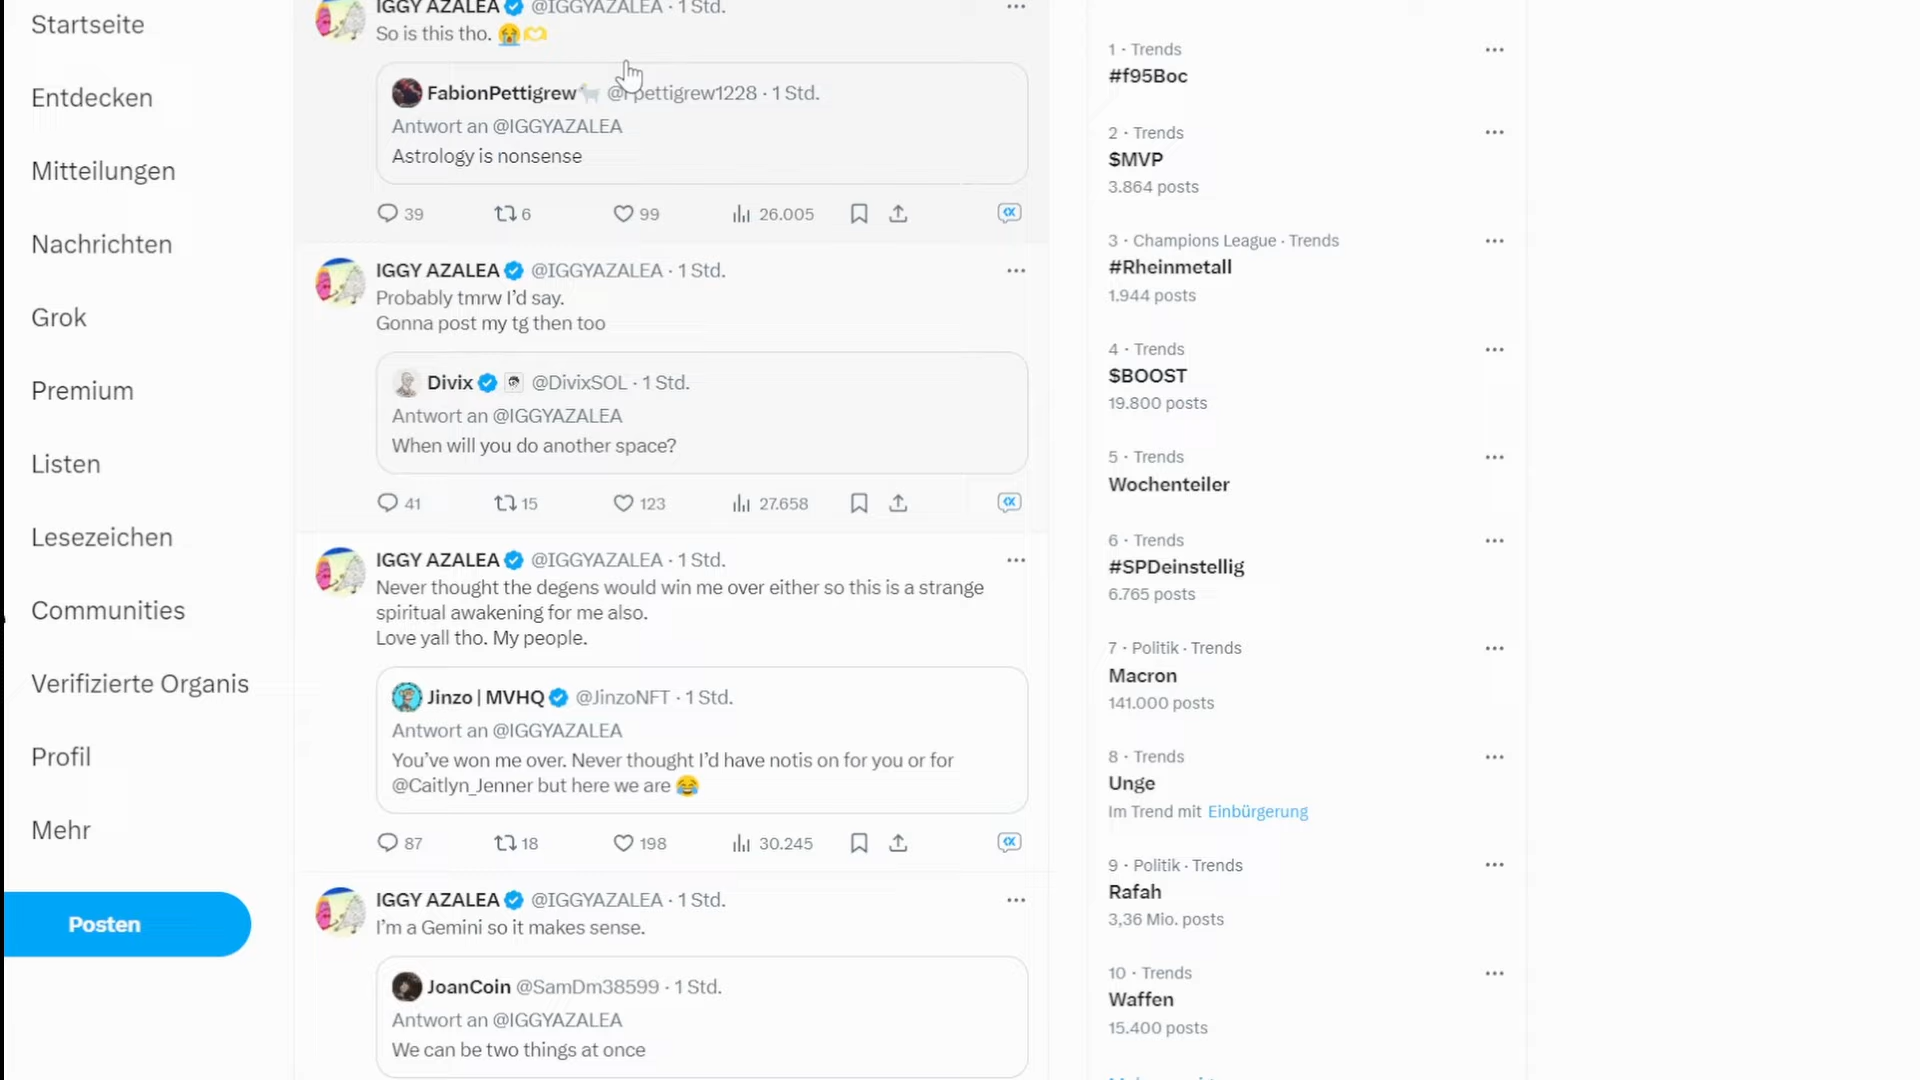 Startseite
Entdecken
Mitteilungen
Nachrichten
Grok
Premium
Listen
Lesezeichen
Communities
Verifizierte Organis
Profil
Mehr
Posten
IGGY AZALEA @IGGYAZALEA · 1 Std.
So is this tho. 😭🫶
FabionPettigrew🐐 @ pettigrew1228 · 1 Std.
Antwort an @IGGYAZALEA
Astrology is nonsense
39 6 99 26.005
IGGY AZALEA @IGGYAZALEA · 1 Std.
Probably tmrw I’d say.
Gonna post my tg then too
Divix @DivixSOL · 1 Std.
Antwort an @IGGYAZALEA
When will you do another space?
41 15 123 27.658
IGGY AZALEA @IGGYAZALEA · 1 Std.
Never thought the degens would win me over either so this is a strange
spiritual awakening for me also.
Love yall tho. My people.
Jinzo | MVHQ @JinzoNFT · 1 Std.
Antwort an @IGGYAZALEA
You’ve won me over. Never thought I’d have notis on for you or for
@Caitlyn_Jenner but here we are 😂
87 18 198 30.245
IGGY AZALEA @IGGYAZALEA · 1 Std.
I’m a Gemini so it makes sense.
JoanCoin @SamDm38599 · 1 Std.
Antwort an @IGGYAZALEA
We can be two things at once
1 · Trends
#f95Boc
2 · Trends
$MVP
3.864 posts
3 · Champions League · Trends
#Rheinmetall
1.944 posts
4 · Trends
$BOOST
19.800 posts
5 · Trends
Wochenteiler
6 · Trends
#SPDeinstellig
6.765 posts
7 · Politik · Trends
Macron
141.000 posts
8 · Trends
Unge
Im Trend mit Einbürgerung
9 · Politik · Trends
Rafah
3,36 Mio. posts
10 · Trends
Waffen
15.400 posts